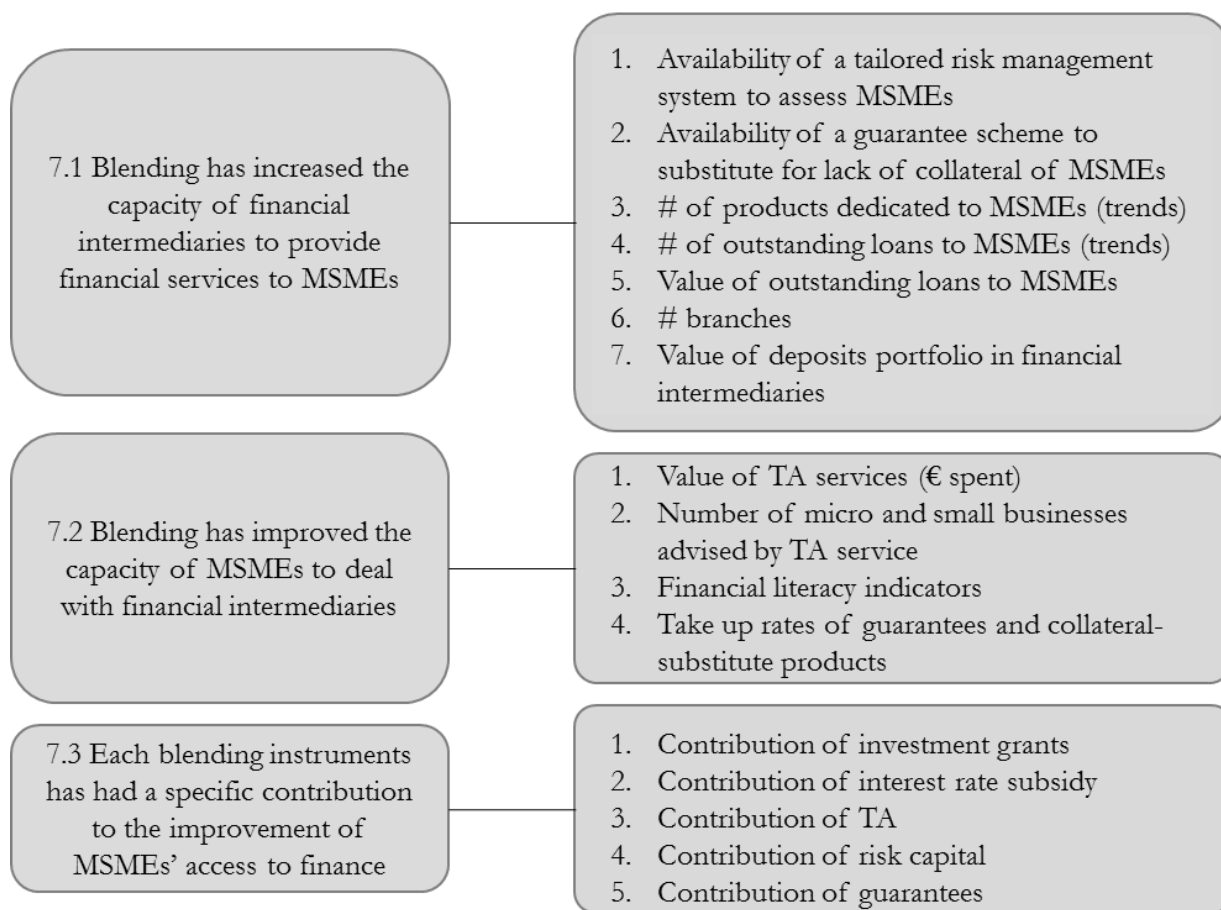 7.1 Blending has increased the
capacity of financial
intermediaries to provide
financial services to MSMEs
1. Availability of a tailored risk management
system to assess MSMEs
2. Availability of a guarantee scheme to
substitute for lack of collateral of MSMEs
3. # of products dedicated to MSMEs (trends)
4. # of outstanding loans to MSMEs (trends)
5. Value of outstanding loans to MSMEs
6. # branches
7. Value of deposits portfolio in financial
intermediaries
7.2 Blending has improved the
capacity of MSMEs to deal
with financial intermediaries
1. Value of TA services (€ spent)
2. Number of micro and small businesses
advised by TA service
3. Financial literacy indicators
4. Take up rates of guarantees and collateral-
substitute products
7.3 Each blending instruments
has had a specific contribution
to the improvement of
MSMEs' access to finance
1. Contribution of investment grants
2. Contribution of interest rate subsidy
3. Contribution of TA
4. Contribution of risk capital
5. Contribution of guarantees